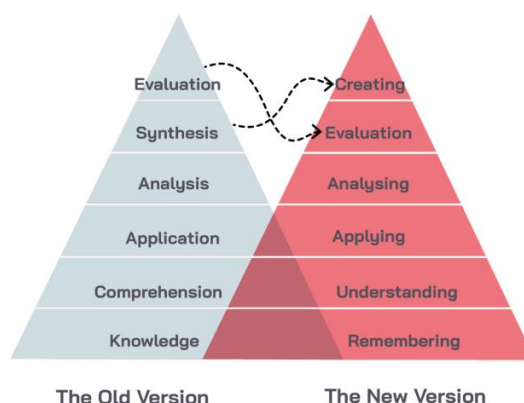 Evaluation
Creating
Synthesis
Evaluation
Analysis
Analysing
Application
Applying
Comprehension
Understanding
Knowledge
Remembering
The Old Version
The New Version